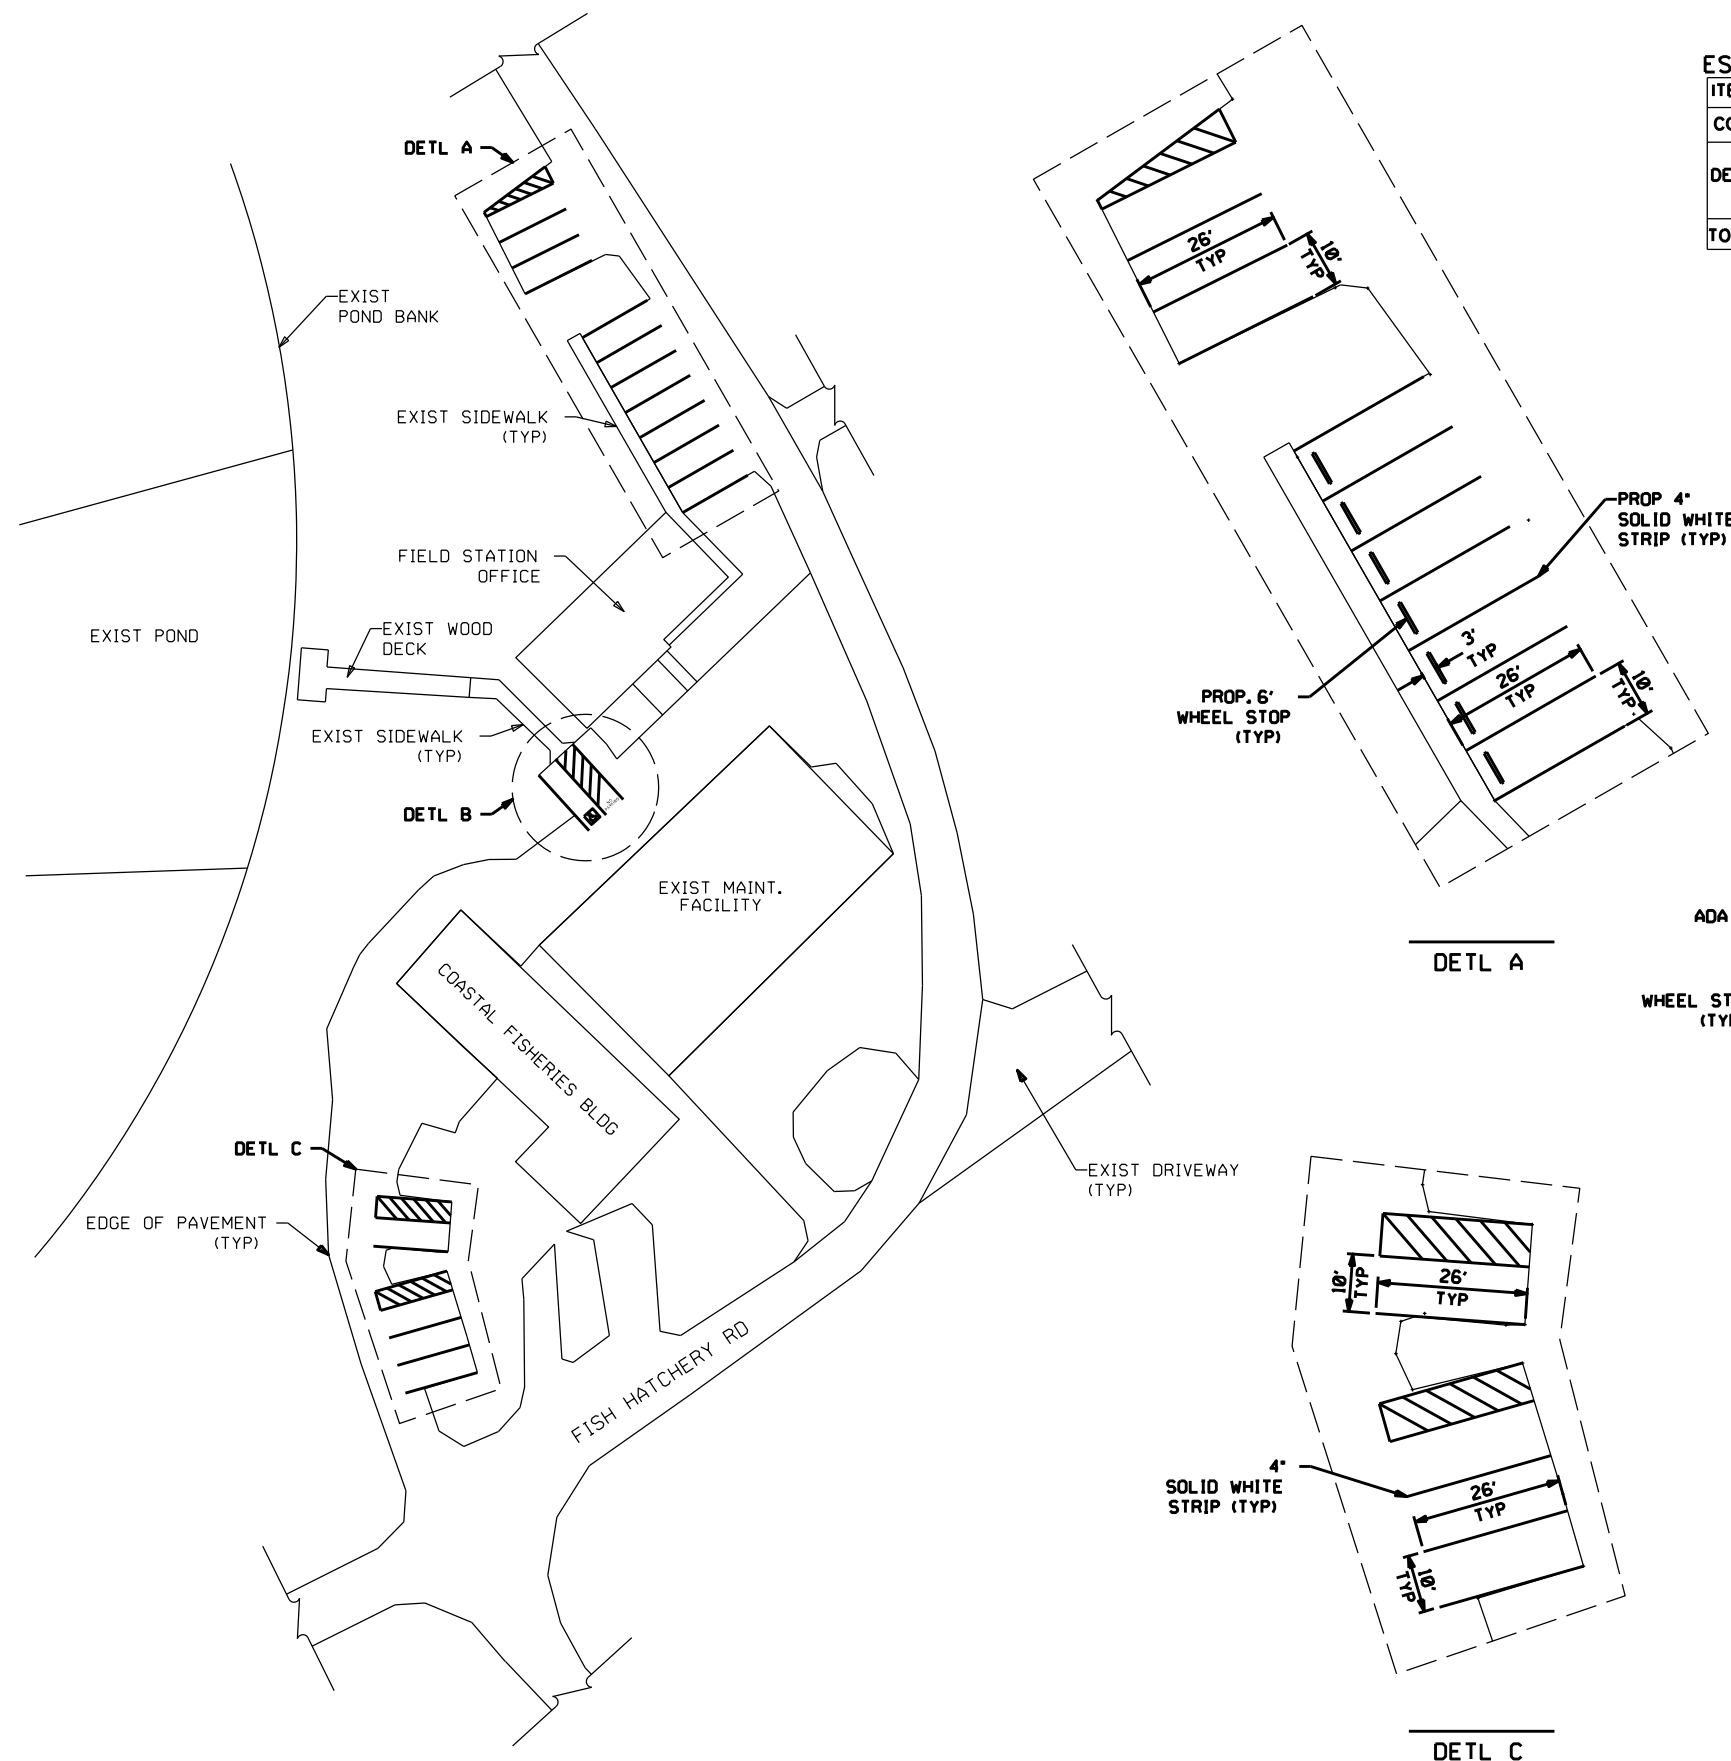 DETL A
EXIST
POND BANK
EXIST SIDEWALK
(TYP)
FIELD STATION
OFFICE
EXIST POND
EXIST WOOD
DECK
EXIST SIDEWALK
(TYP)
DETL B
EXIST MAINT.
FACILITY
COASTAL FISHERIES BLDG
DETL C
EDGE OF PAVEMENT
(TYP)
EXIST DRIVEWAY
(TYP)
FISH HATCHERY RD
26'
TYP
10'
TYP
PROP 4"
SOLID WHITE
STRIP (TYP)
3'
TYP
26'
TYP
10'
TYP.
PROP. 6'
WHEEL STOP
(TYP)
DETL A
ES
ITE
CO
DE
TO
ADA
WHEEL ST
(TYP
10'
TYP
26'
TYP
4"
SOLID WHITE
STRIP (TYP)
26'
TYP
10'
TYP
DETL C